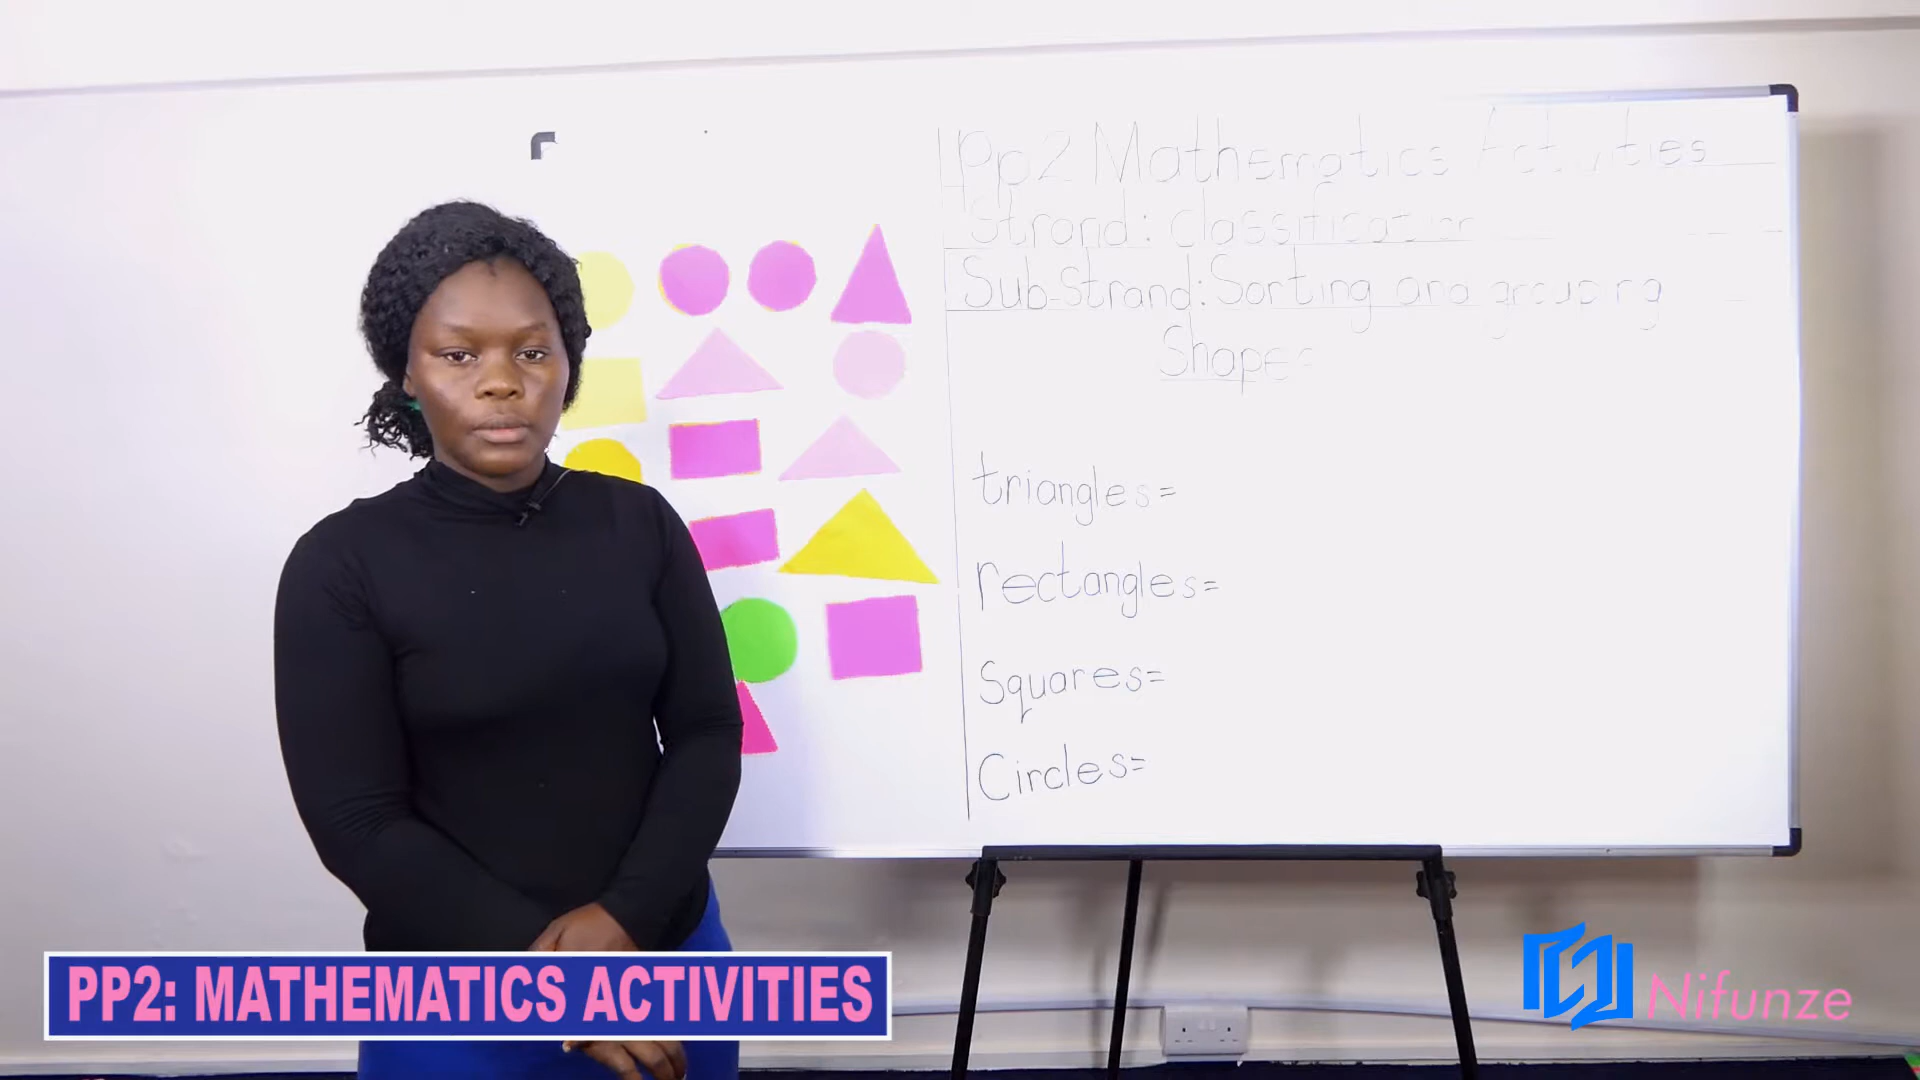 Pp2 Mathematics Activities
Strand: Classification
Sub-Strand: Sorting and grouping
Shapes
triangles=
rectangles=
Squares=
Circles=
PP2: MATHEMATICS ACTIVITIES
Nifunze